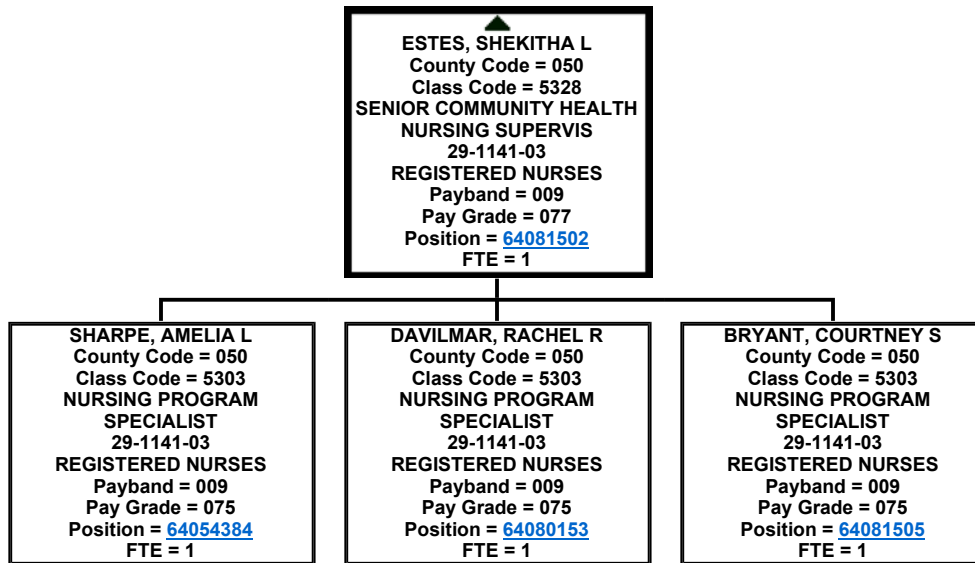 ESTES, SHEKITHA L
County Code = 050
Class Code = 5328
SENIOR COMMUNITY HEALTH
NURSING SUPERVIS
29-1141-03
REGISTERED NURSES
Payband = 009
Pay Grade = 077
Position = 64081502
FTE = 1
SHARPE, AMELIA L
County Code = 050
Class Code = 5303
NURSING PROGRAM
SPECIALIST
29-1141-03
REGISTERED NURSES
Payband = 009
Pay Grade = 075
Position = 64054384
FTE = 1
DAVILMAR, RACHEL R
County Code = 050
Class Code = 5303
NURSING PROGRAM
SPECIALIST
29-1141-03
REGISTERED NURSES
Payband = 009
Pay Grade = 075
Position = 64080153
FTE = 1
BRYANT, COURTNEY S
County Code = 050
Class Code = 5303
NURSING PROGRAM
SPECIALIST
29-1141-03
REGISTERED NURSES
Payband = 009
Pay Grade = 075
Position = 64081505
FTE = 1